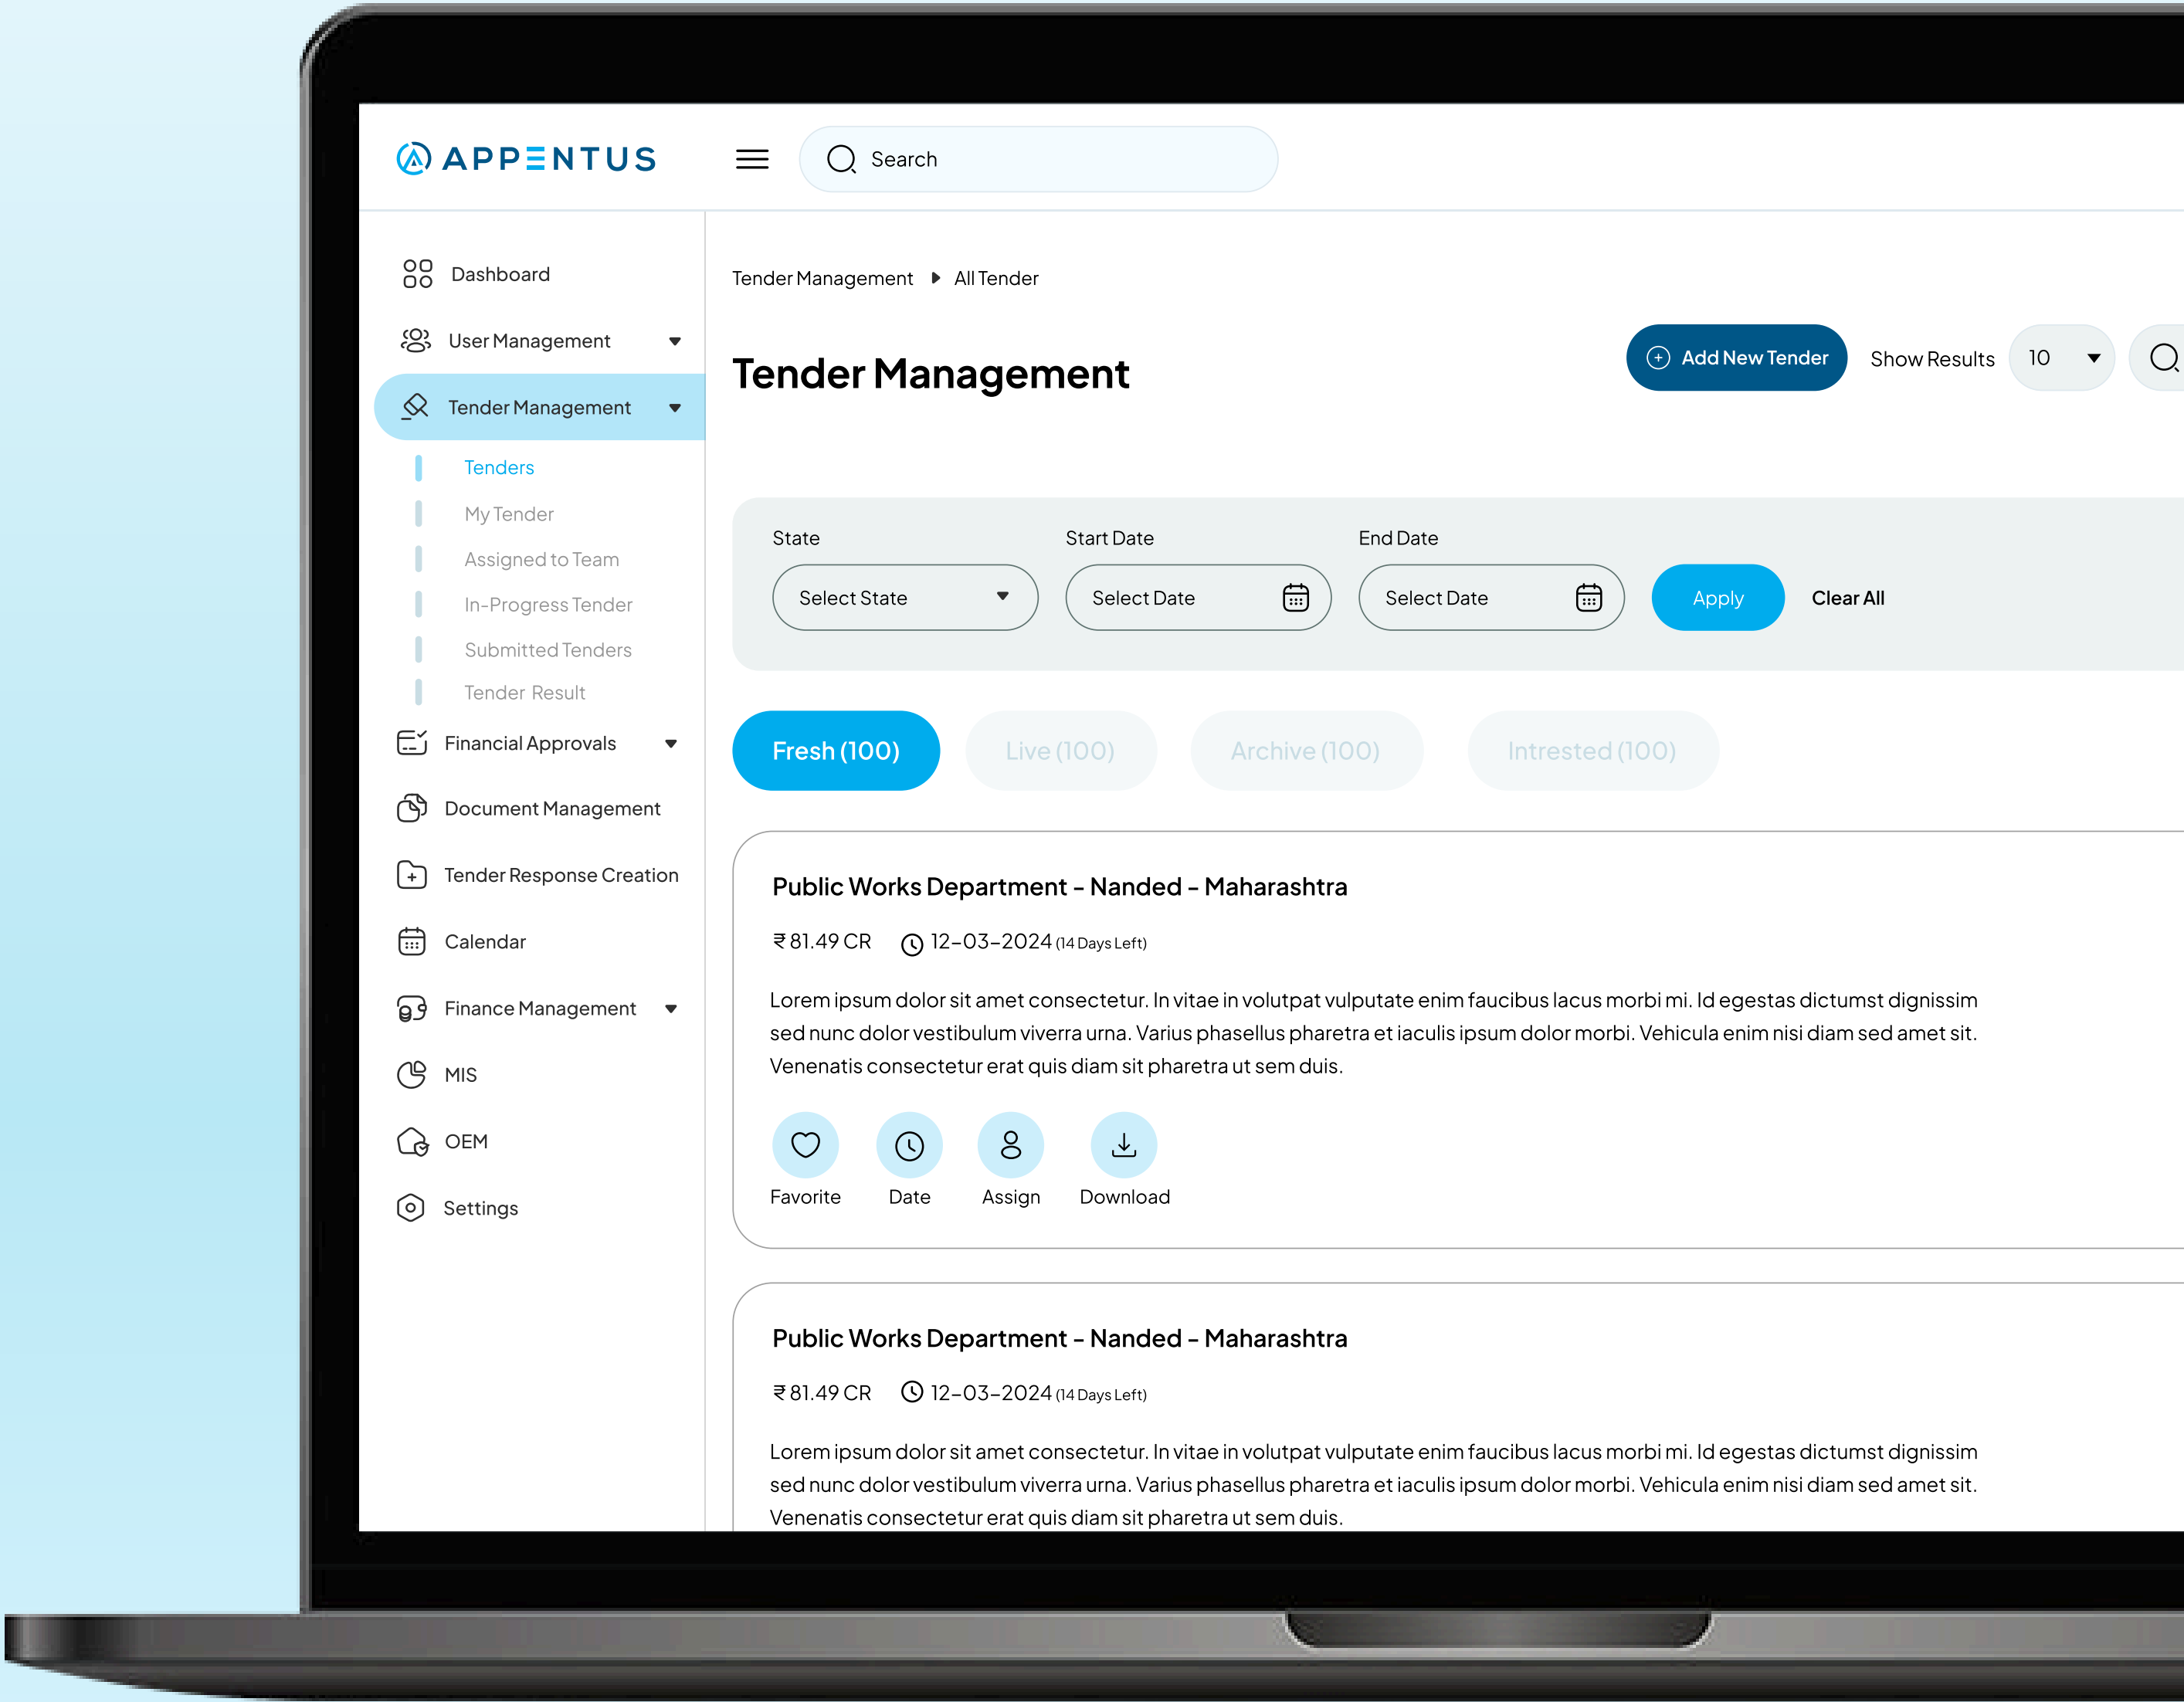 APPENTUS
Search
Dashboard
User Management
Tender Management
Tenders
My Tender
Assigned to Team
In-Progress Tender
Submitted Tenders
Tender Result
Financial Approvals
Document Management
Tender Response Creation
Calendar
Finance Management
MIS
OEM
Settings
Tender Management All Tender
Tender Management
Add New Tender
Show Results
10
State
Start Date
End Date
Select State
Select Date
Select Date
Apply
Clear All
Fresh (100)
Live (100)
Archive (100)
Intrested (100)
Public Works Department - Nanded - Maharashtra
₹ 81.49 CR
12-03-2024 (14 Days Left)
Lorem ipsum dolor sit amet consectetur. In vitae in volutpat vulputate enim faucibus lacus morbi mi. Id egestas dictumst dignissim
sed nunc dolor vestibulum viverra urna. Varius phasellus pharetra et iaculis ipsum dolor morbi. Vehicula enim nisi diam sed amet sit.
Venenatis consectetur erat quis diam sit pharetra ut sem duis.
Favorite
Date
Assign
Download
Public Works Department - Nanded - Maharashtra
₹ 81.49 CR
12-03-2024 (14 Days Left)
Lorem ipsum dolor sit amet consectetur. In vitae in volutpat vulputate enim faucibus lacus morbi mi. Id egestas dictumst dignissim
sed nunc dolor vestibulum viverra urna. Varius phasellus pharetra et iaculis ipsum dolor morbi. Vehicula enim nisi diam sed amet sit.
Venenatis consectetur erat quis diam sit pharetra ut sem duis.